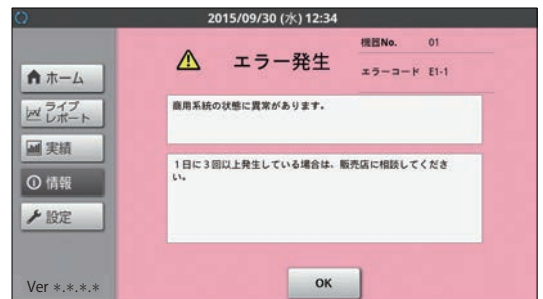 2015/09/30 (水) 12:34
機器No. 01
エラー発生
エラーコード E1-1
ホーム
ライブ
レポート
実績
情報
設定
商用系統の状態に異常があります。
1日に3回以上発生している場合は、販売店に相談してくださ
い。
OK
Ver *.*.*.*